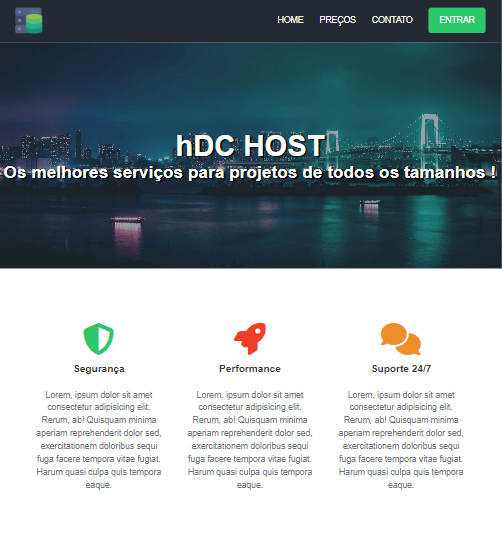 HOME PREÇOS CONTATO ENTRAR
hDC HOST
Os melhores serviços para projetos de todos os tamanhos !
Segurança
Lorem, ipsum dolor sit amet
consectetur adipisicing elit.
Rerum, ab! Quisquam minima
aperiam reprehenderit dolor sed,
exercitationem doloribus sequi
fuga facere tempora vitae fugiat.
Harum quasi culpa quis tempora
eaque.
Performance
Lorem, ipsum dolor sit amet
consectetur adipisicing elit.
Rerum, ab! Quisquam minima
aperiam reprehenderit dolor sed,
exercitationem doloribus sequi
fuga facere tempora vitae fugiat.
Harum quasi culpa quis tempora
eaque.
Suporte 24/7
Lorem, ipsum dolor sit amet
consectetur adipisicing elit.
Rerum, ab! Quisquam minima
aperiam reprehenderit dolor sed,
exercitationem doloribus sequi
fuga facere tempora vitae fugiat.
Harum quasi culpa quis tempora
eaque.